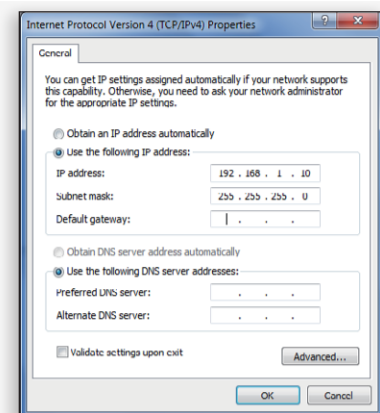 Internet Protocol Version 4 (TCP/IPv4) Properties
General
You can get IP settings assigned automatically if your network supports
this capability. Otherwise, you need to ask your network administrator
for the appropriate IP settings.
Obtain an IP address automatically
Use the following IP address:
IP address: 192 . 168 . 1 . 10
Subnet mask: 255 . 255 . 255 . 0
Default gateway: . . .
Obtain DNS server address automatically
Use the following DNS server addresses:
Preferred DNS server: . . .
Alternate DNS server: . . .
Validate settings upon exit
Advanced...
OK Cancel